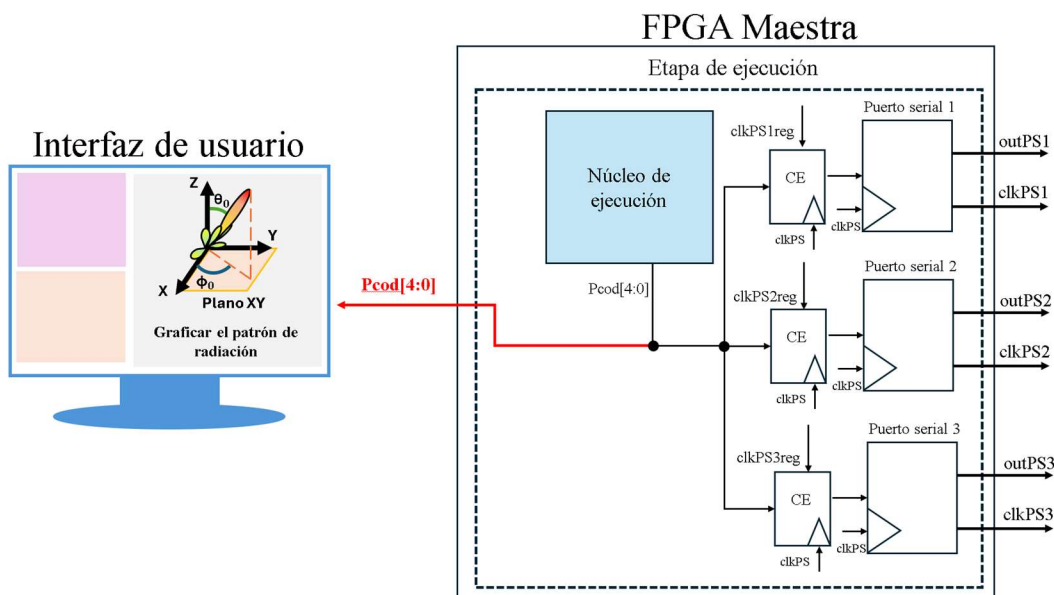 FPGA Maestra
Etapa de ejecución
Interfaz de usuario
Z
θ₀
Y
X
ϕ₀
Plano XY
Graficar el patrón de
radiación
Pcod[4:0]
Núcleo de
ejecución
Pcod[4:0]
Puerto serial 1
clkPS1reg
CE
clkPS
clkPS
outPS1
clkPS1
Puerto serial 2
clkPS2reg
CE
clkPS
clkPS
outPS2
clkPS2
Puerto serial 3
clkPS3reg
CE
clkPS
clkPS
outPS3
clkPS3